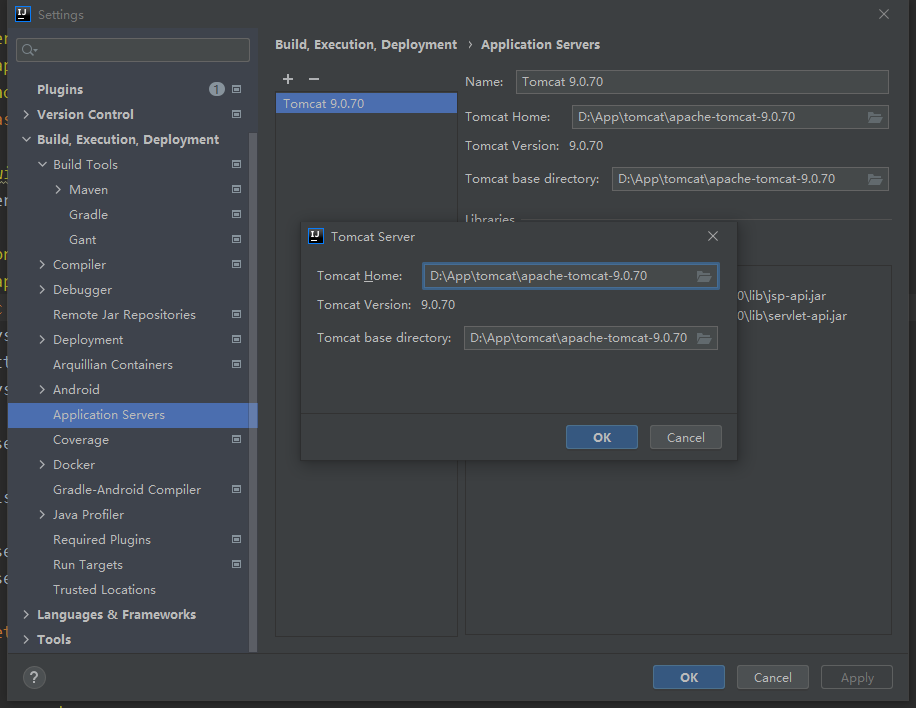 Settings
Build, Execution, Deployment › Application Servers
Plugins 1
Version Control
Build, Execution, Deployment
Build Tools
Maven
Gradle
Gant
Compiler
Debugger
Remote Jar Repositories
Deployment
Arquillian Containers
Android
Application Servers
Coverage
Docker
Gradle-Android Compiler
Java Profiler
Required Plugins
Run Targets
Trusted Locations
Languages & Frameworks
Tools
Tomcat 9.0.70
Name: Tomcat 9.0.70
Tomcat Home: D:\App\tomcat\apache-tomcat-9.0.70
Tomcat Version: 9.0.70
Tomcat base directory: D:\App\tomcat\apache-tomcat-9.0.70
Libraries
0\lib\jsp-api.jar
0\lib\servlet-api.jar
Tomcat Server
Tomcat Home: D:\App\tomcat\apache-tomcat-9.0.70
Tomcat Version: 9.0.70
Tomcat base directory: D:\App\tomcat\apache-tomcat-9.0.70
OK Cancel
? OK Cancel Apply